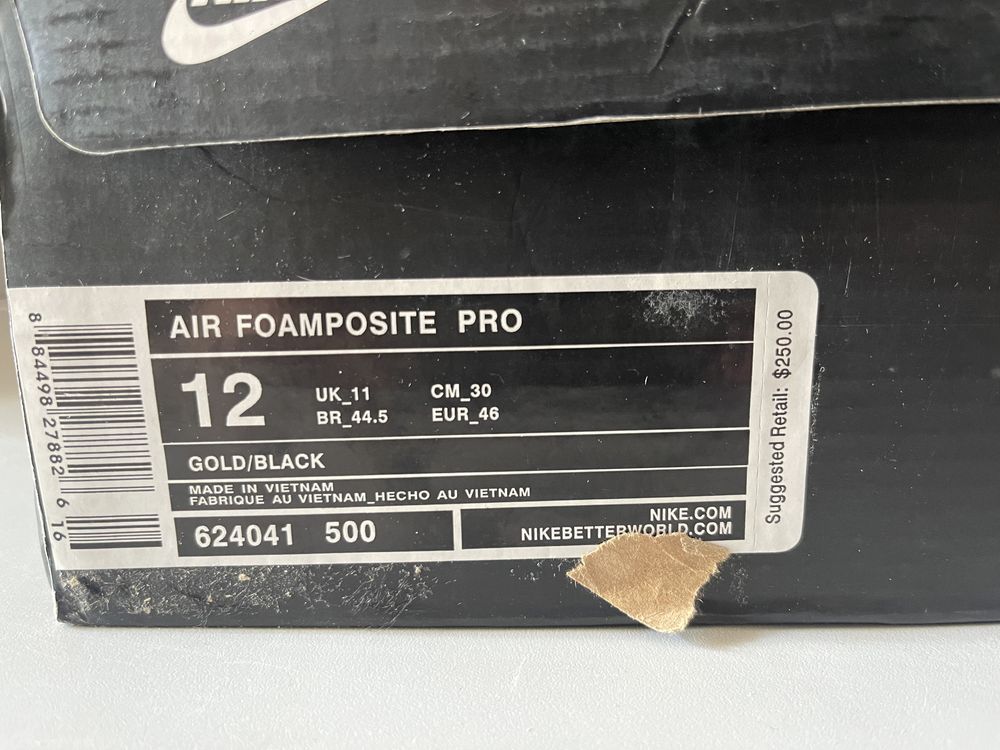 AIR FOAMPOSITE PRO
12
UK_11 CM_30
BR_44.5 EUR_46
GOLD/BLACK
MADE IN VIETNAM
FABRIQUE AU VIETNAM_HECHO AU VIETNAM
624041 500
NIKE.COM
NIKEBETTERWORLD.COM
8 84498 27882 6 16
Suggested Retail: $250.00